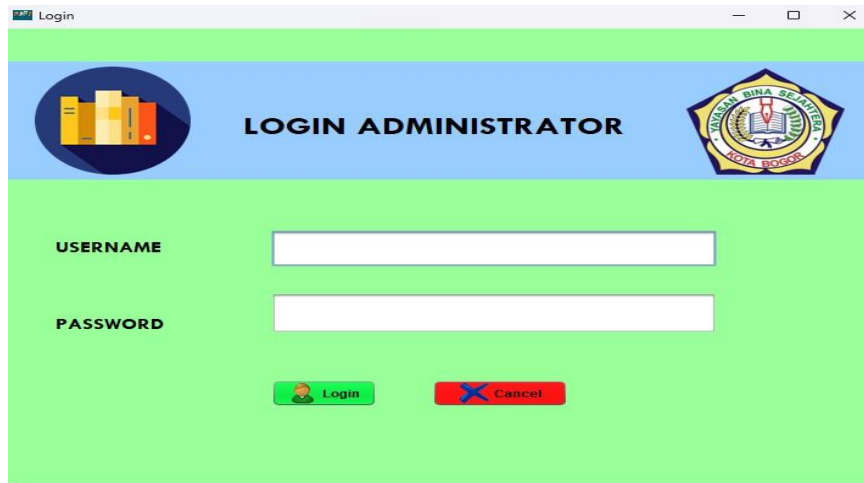 Login
LOGIN ADMINISTRATOR
YAYASAN BINA SEJAHTERA
KOTA BOGOR
USERNAME
PASSWORD
Login
Cancel